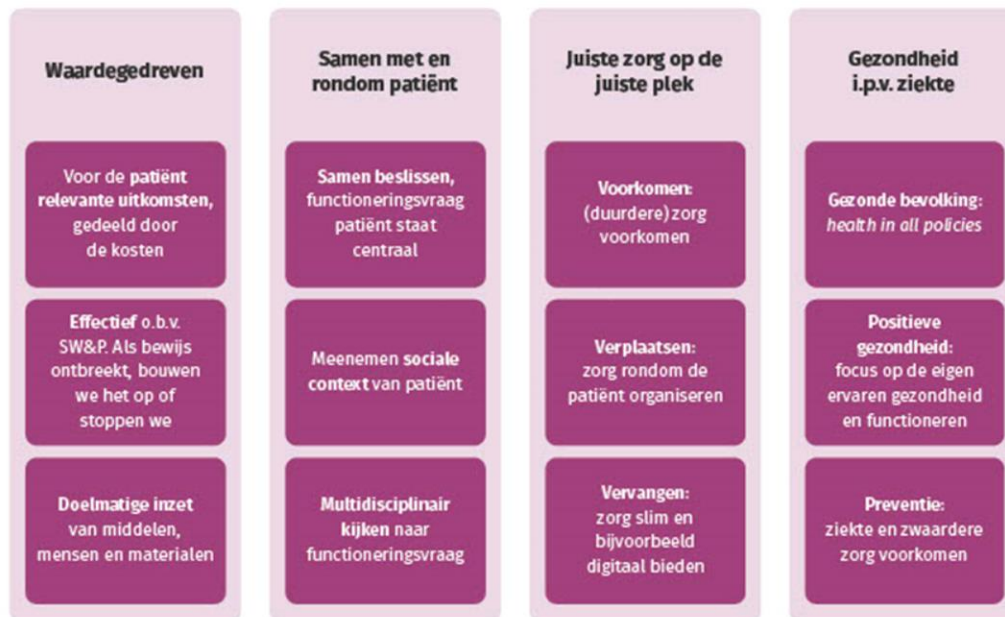 Waardegedreven
Voor de patiënt
relevante uitkomsten,
gedeeld door
de kosten
Effectief o.b.v.
SW&P. Als bewijs
ontbreekt, bouwen
we het op of
stoppen we
Doelmatige inzet
van middelen,
mensen en materialen
Samen met en
rondom patiënt
Samen beslissen,
functioneringsvraag
patiënt staat
centraal
Meenemen sociale
context van patiënt
Multidisciplinair
kijken naar
functioneringsvraag
Juiste zorg op de
juiste plek
Voorkomen:
(duurdere) zorg
voorkomen
Verplaatsen:
zorg rondom de
patiënt organiseren
Vervangen:
zorg slim en
bijvoorbeeld
digitaal bieden
Gezondheid
i.p.v. ziekte
Gezonde bevolking:
health in all policies
Positieve
gezondheid:
focus op de eigen
ervaren gezondheid
en functioneren
Preventie:
ziekte en zwaardere
zorg voorkomen